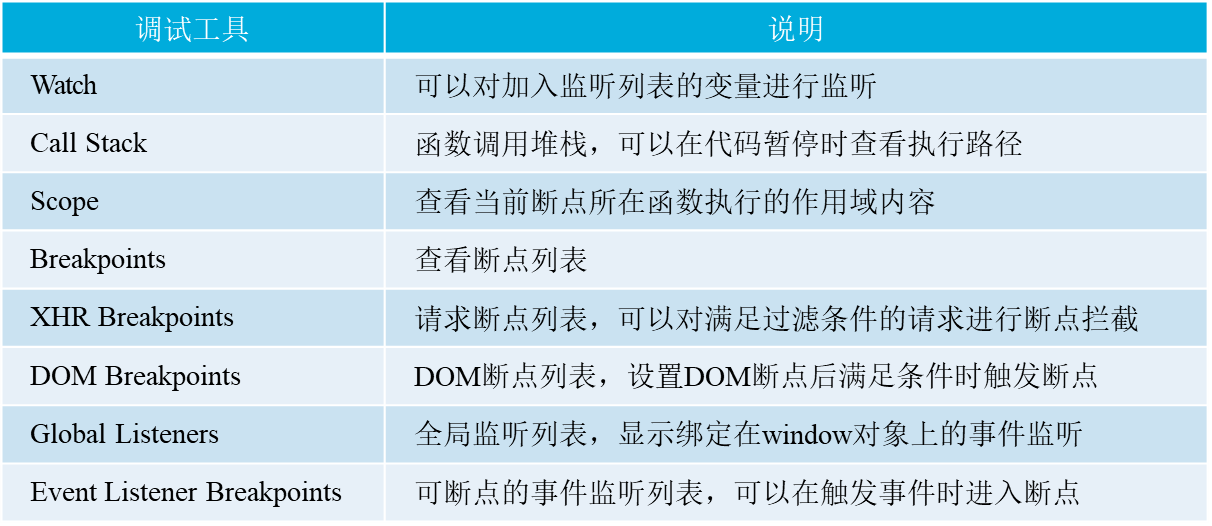 调试工具 说明
Watch 可以对加入监听列表的变量进行监听
Call Stack 函数调用堆栈，可以在代码暂停时查看执行路径
Scope 查看当前断点所在函数执行的作用域内容
Breakpoints 查看断点列表
XHR Breakpoints 请求断点列表，可以对满足过滤条件的请求进行断点拦截
DOM Breakpoints DOM断点列表，设置DOM断点后满足条件时触发断点
Global Listeners 全局监听列表，显示绑定在window对象上的事件监听
Event Listener Breakpoints 可断点的事件监听列表，可以在触发事件时进入断点